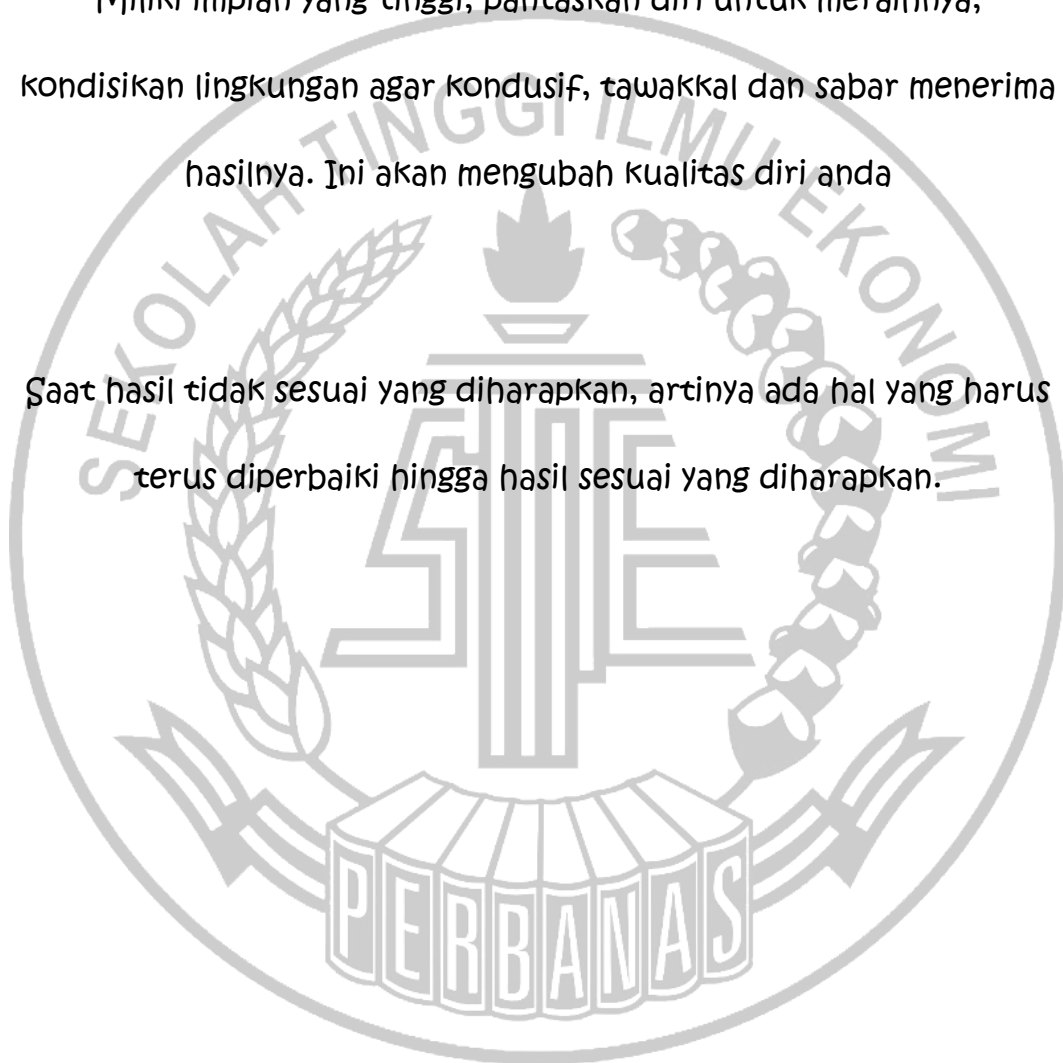 Miliki impian yang tinggi, pantaskan diri untuk meraihnya,
kondisikan lingkungan agar kondusif, tawakkal dan sabar menerima
hasilnya. Ini akan mengubah kualitas diri anda
Saat hasil tidak sesuai yang diharapkan, artinya ada hal yang harus
terus diperbaiki hingga hasil sesuai yang diharapkan.
SEKOLAH TINGGI ILMU EKONOMI
PERBANAS